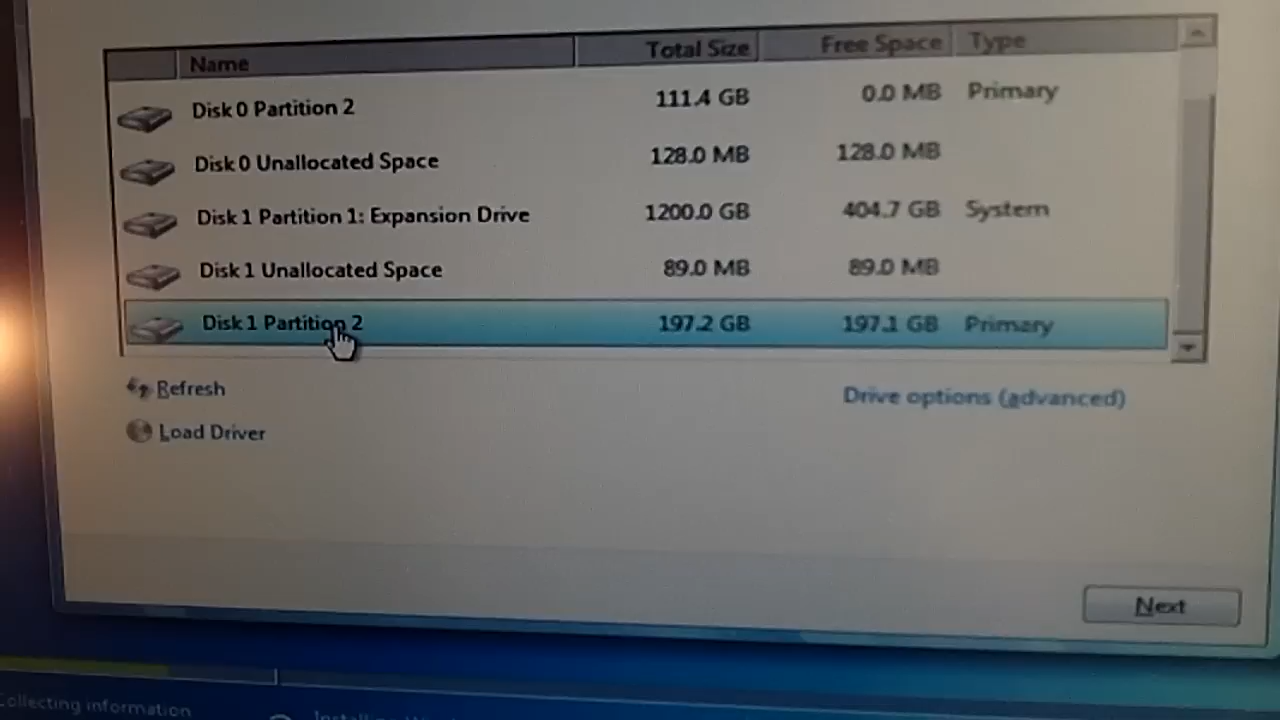 Name Total Size Free Space Type
Disk 0 Partition 2 111.4 GB 0.0 MB Primary
Disk 0 Unallocated Space 128.0 MB 128.0 MB
Disk 1 Partition 1: Expansion Drive 1200.0 GB 404.7 GB System
Disk 1 Unallocated Space 89.0 MB 89.0 MB
Disk 1 Partition 2 197.2 GB 197.1 GB Primary
Refresh Drive options (advanced)
Load Driver
Next
Collecting information